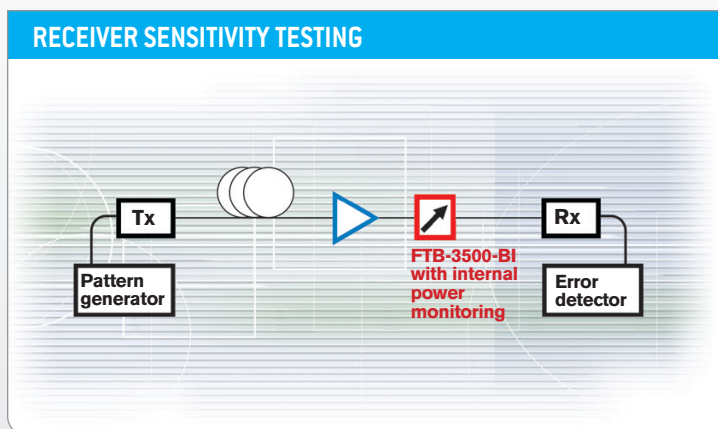 RECEIVER SENSITIVITY TESTING
Tx
Rx
Pattern
generator
FTB-3500-BI
with internal
power
monitoring
Error
detector